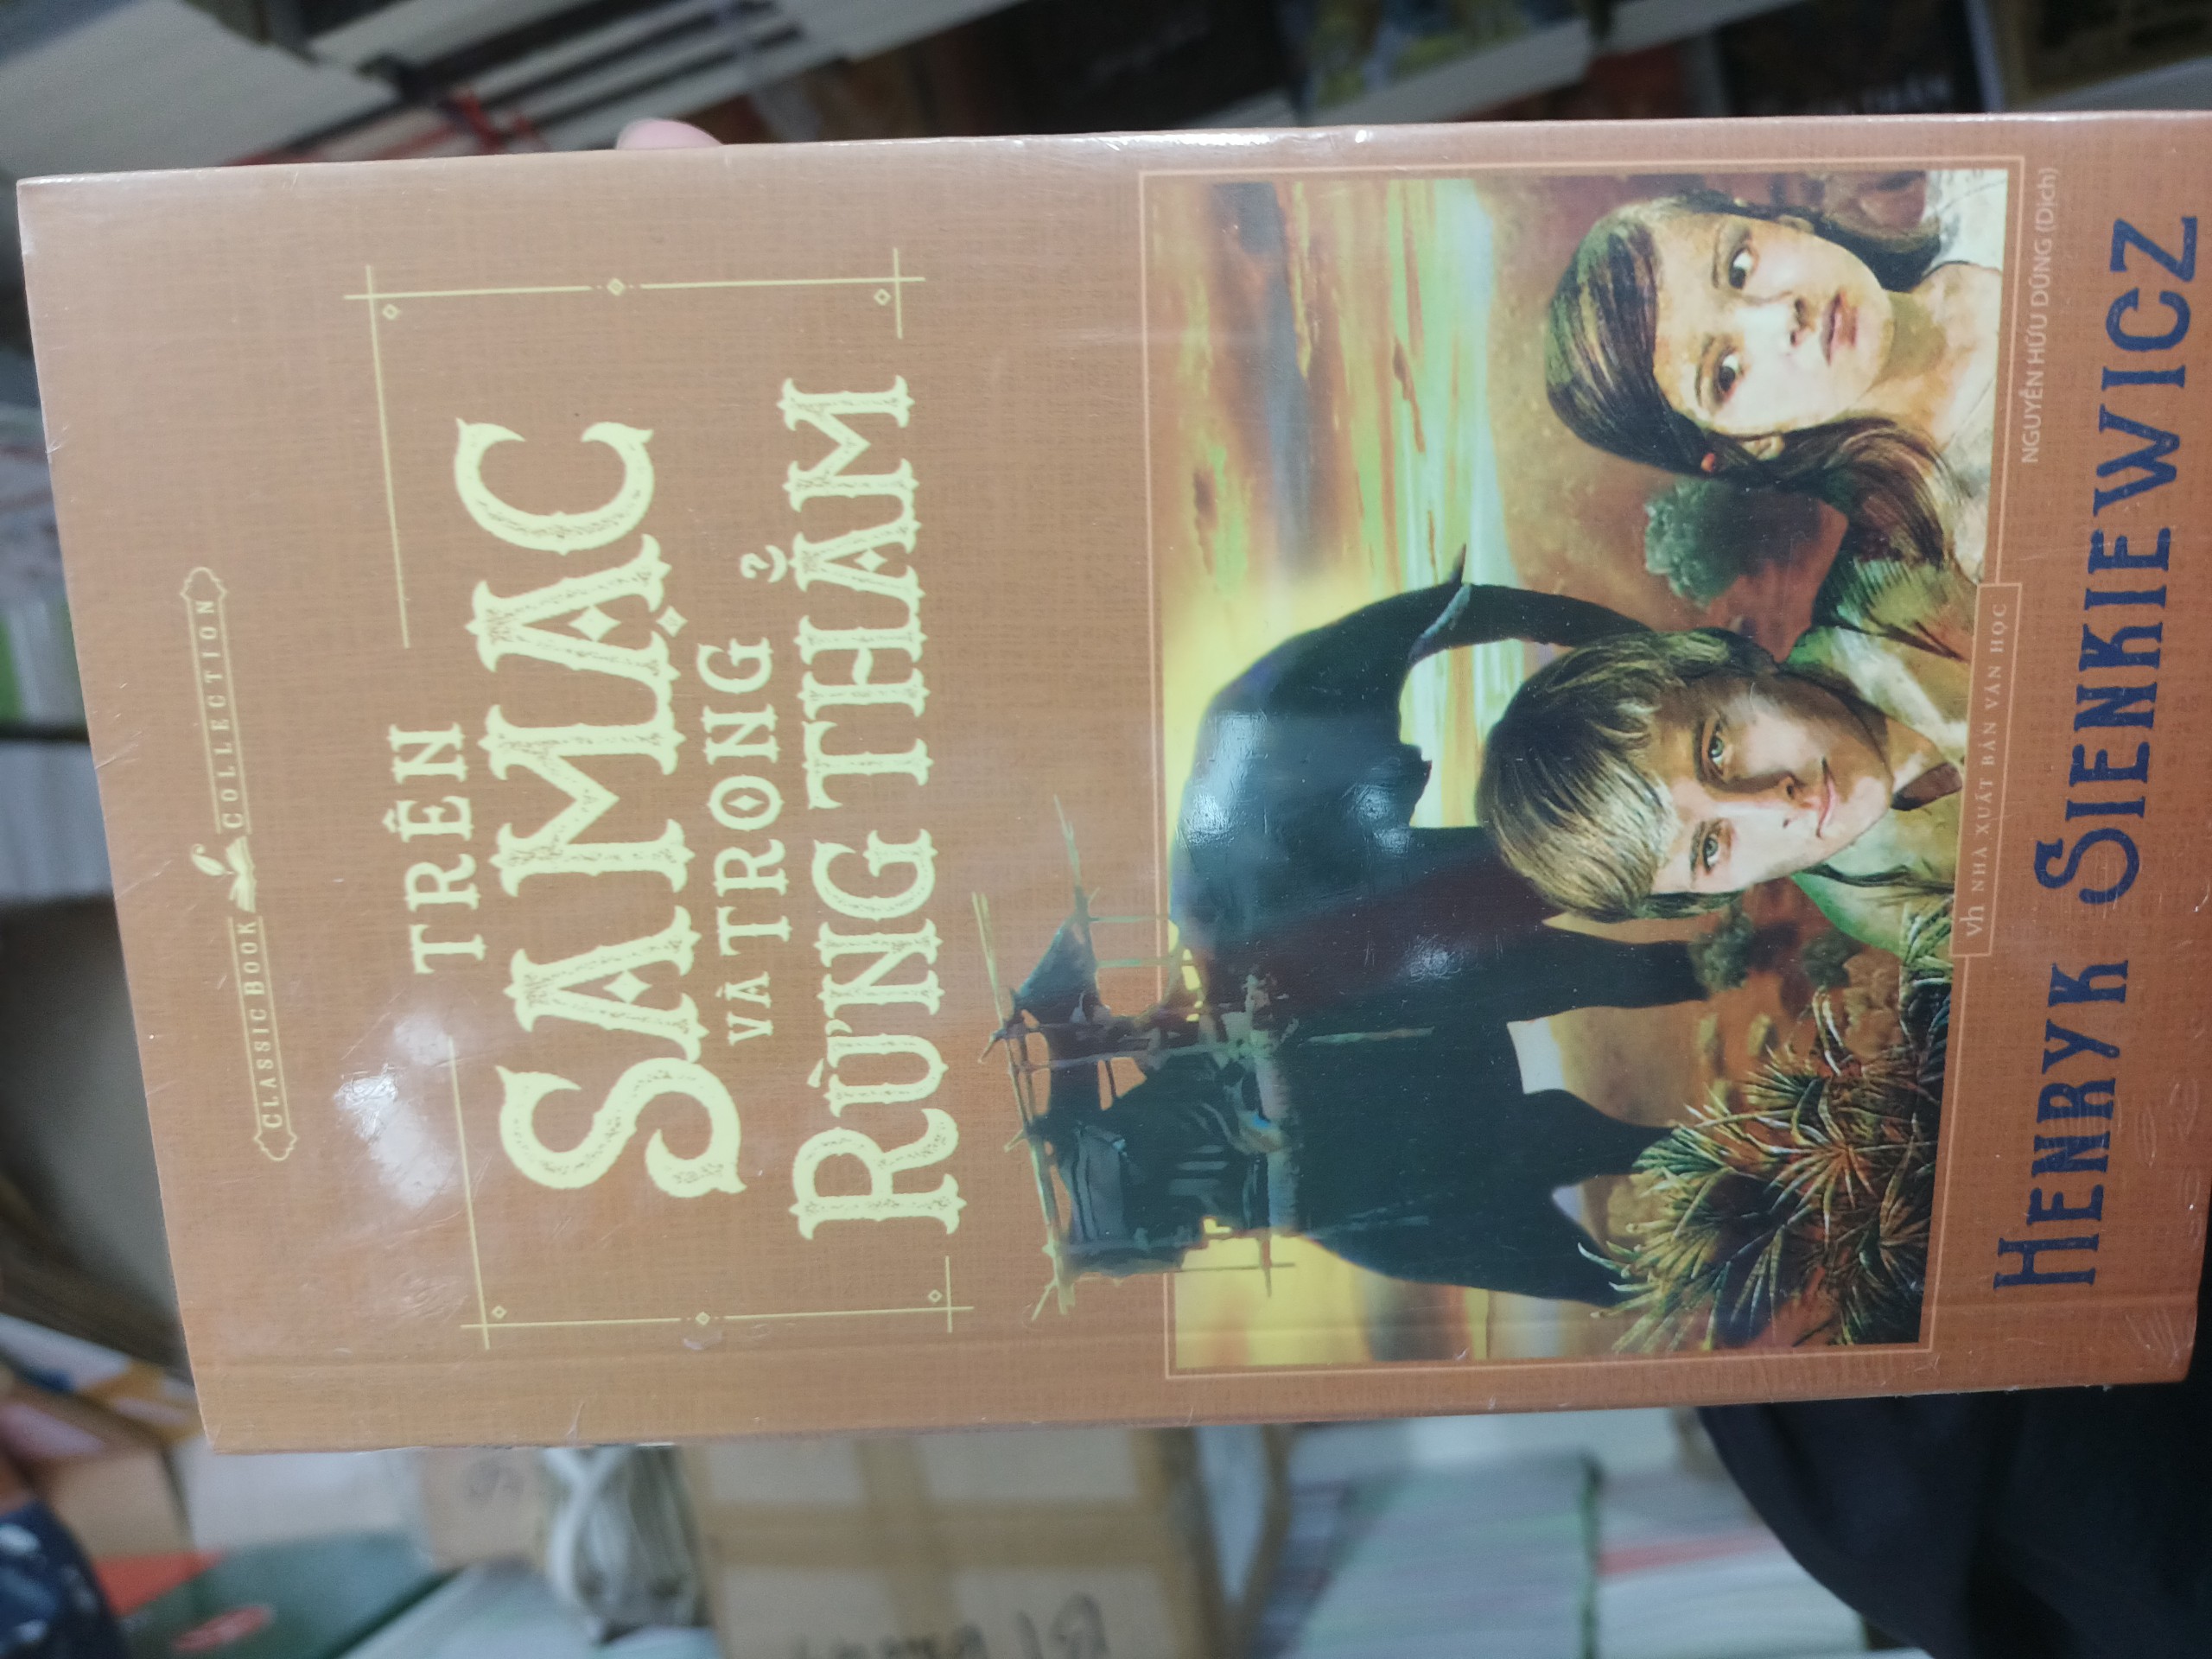 CLASSIC BOOK COLLECTION
TRÊN
SA MẠC
VÀ TRONG
RỪNG THẲM
vh NHÀ XUẤT BẢN VĂN HỌC
NGUYỄN HỮU DŨNG (Dịch)
HENRYK SIENKIEWICZ